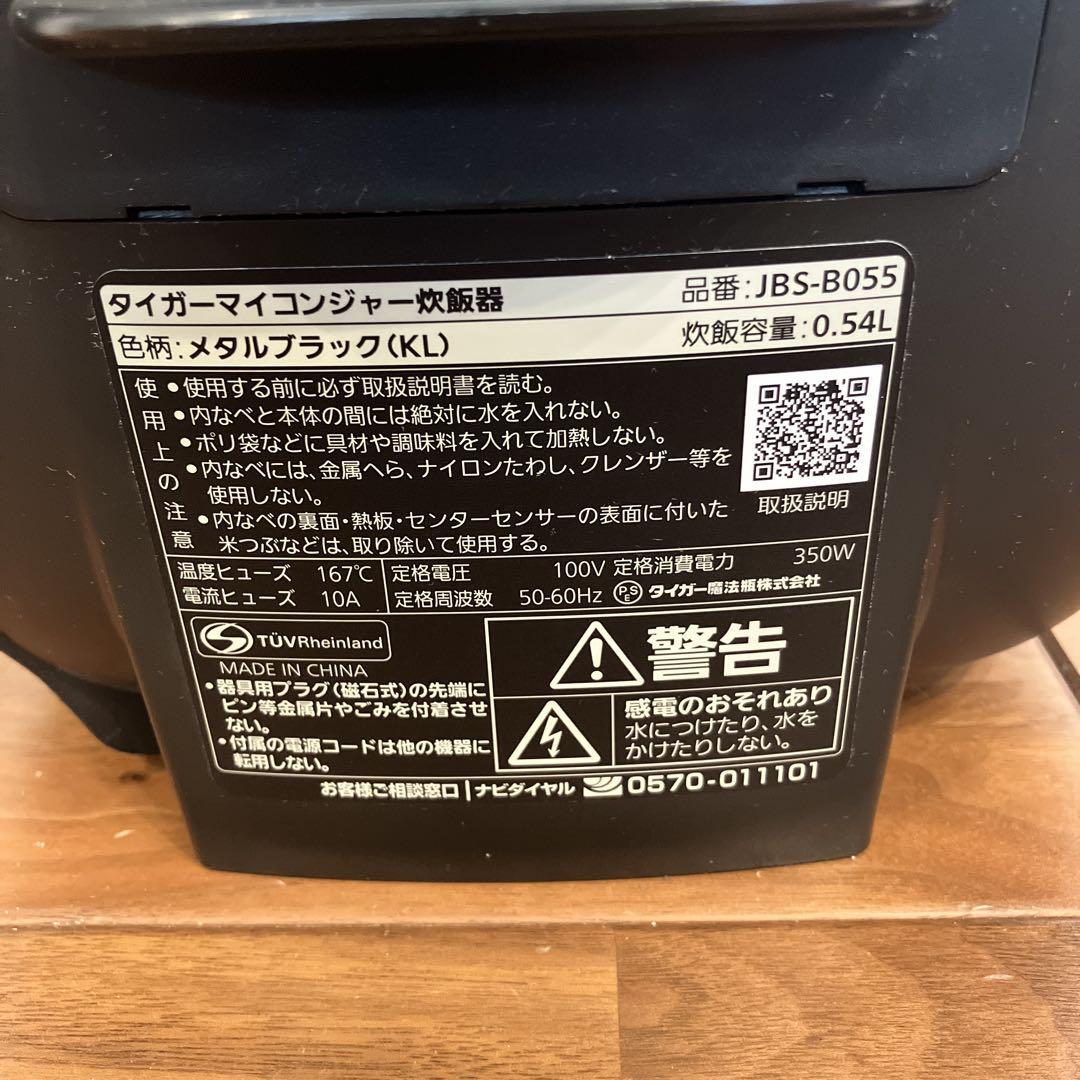 タイガーマイコンジャー炊飯器
品番:JBS-B055
色柄:メタルブラック(KL)
炊飯容量:0.54L
使用上の注意
•使用する前に必ず取扱説明書を読む。
•内なべと本体の間には絶対に水を入れない。
•ポリ袋などに具材や調味料を入れて加熱しない。
•内なべには、金属へら、ナイロンたわし、クレンザー等を
使用しない。
•内なべの裏面・熱板・センターセンサーの表面に付いた
米つぶなどは、取り除いて使用する。
取扱説明
温度ヒューズ 167℃ 定格電圧 100V 定格消費電力 350W
電流ヒューズ 10A 定格周波数 50-60Hz PSE タイガー魔法瓶株式会社
TÜVRheinland
MADE IN CHINA
•器具用プラグ(磁石式)の先端に
ピン等金属片やごみを付着させ
ない。
•付属の電源コードは他の機器に
転用しない。
警告
感電のおそれあり
水につけたり、水を
かけたりしない。
お客様ご相談窓口 ナビダイヤル 0570-011101